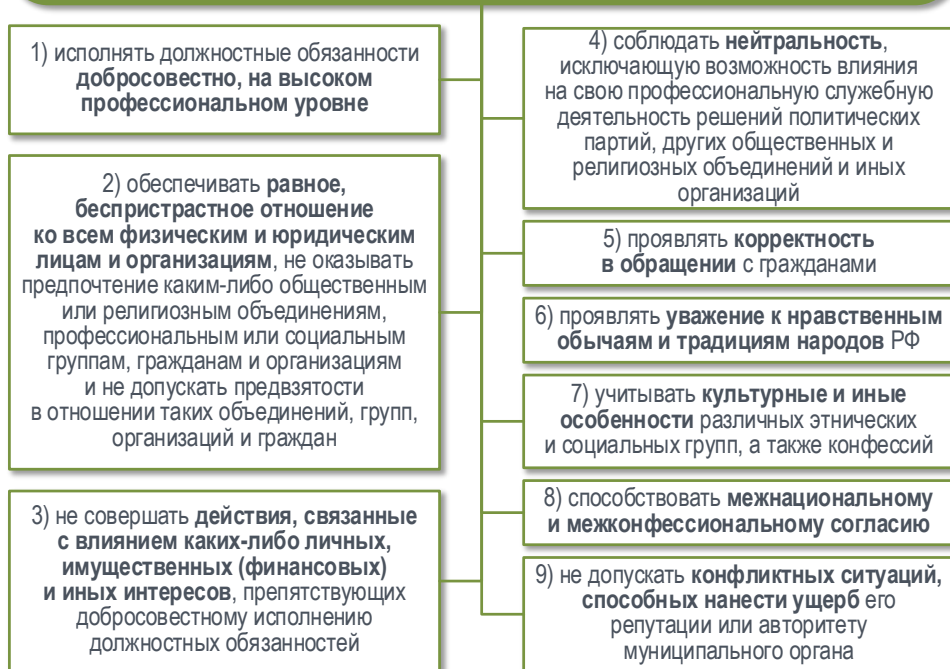 1) исполнять должностные обязанности
добросовестно, на высоком
профессиональном уровне
2) обеспечивать равное,
беспристрастное отношение
ко всем физическим и юридическим
лицам и организациям, не оказывать
предпочтение каким-либо общественным
или религиозным объединениям,
профессиональным или социальным
группам, гражданам и организациям
и не допускать предвзятости
в отношении таких объединений, групп,
организаций и граждан
3) не совершать действия, связанные
с влиянием каких-либо личных,
имущественных (финансовых)
и иных интересов, препятствующих
добросовестному исполнению
должностных обязанностей
4) соблюдать нейтральность,
исключающую возможность влияния
на свою профессиональную служебную
деятельность решений политических
партий, других общественных и
религиозных объединений и иных
организаций
5) проявлять корректность
в обращении с гражданами
6) проявлять уважение к нравственным
обычаям и традициям народов РФ
7) учитывать культурные и иные
особенности различных этнических
и социальных групп, а также конфессий
8) способствовать межнациональному
и межконфессиональному согласию
9) не допускать конфликтных ситуаций,
способных нанести ущерб его
репутации или авторитету
муниципального органа